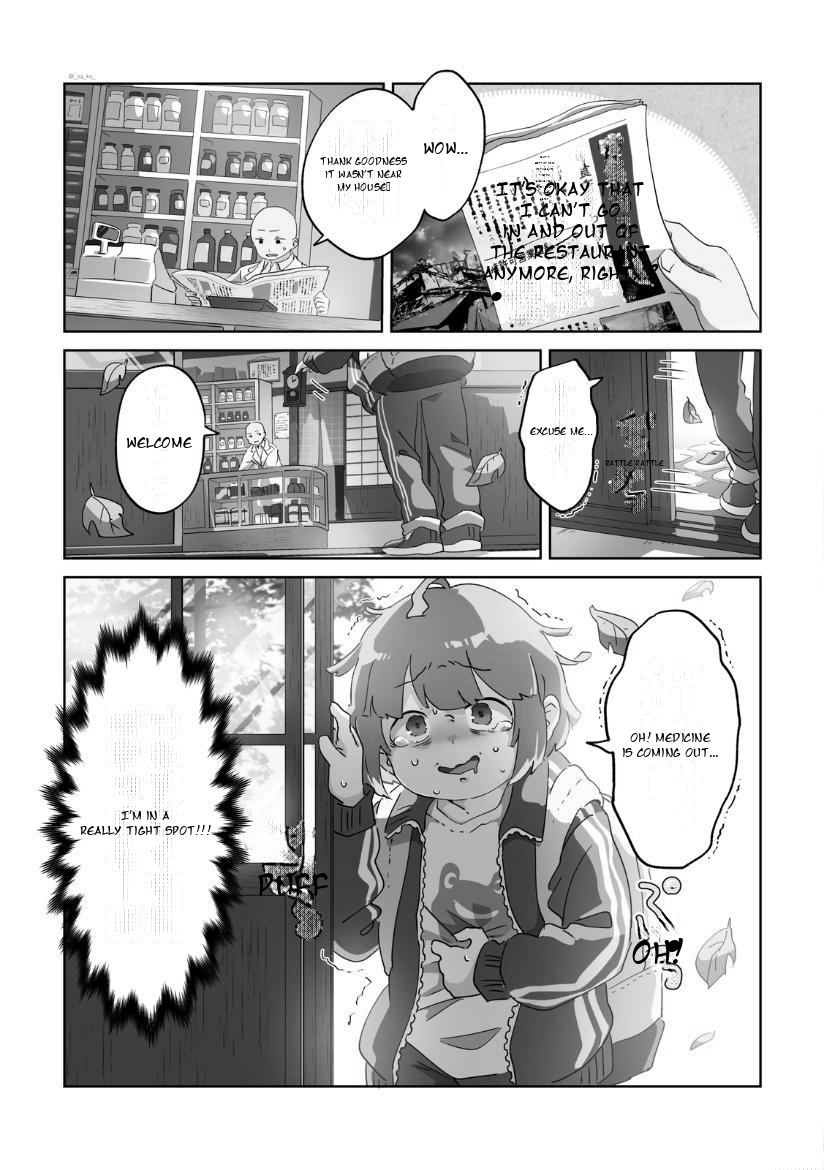 @_na_ko_
WOW...
THANK GOODNESS
IT WASN'T NEAR
MY HOUSE
IT'S OKAY THAT
I CAN'T GO
IN AND OUT OF
THE RESTAURANT
ANYMORE, RIGHT...?
EXCUSE ME...
RATTLE RATTLE
WELCOME
OH! MEDICINE
IS COMING OUT...
OH!
PUFF
I'M IN A
REALLY TIGHT SPOT!!!